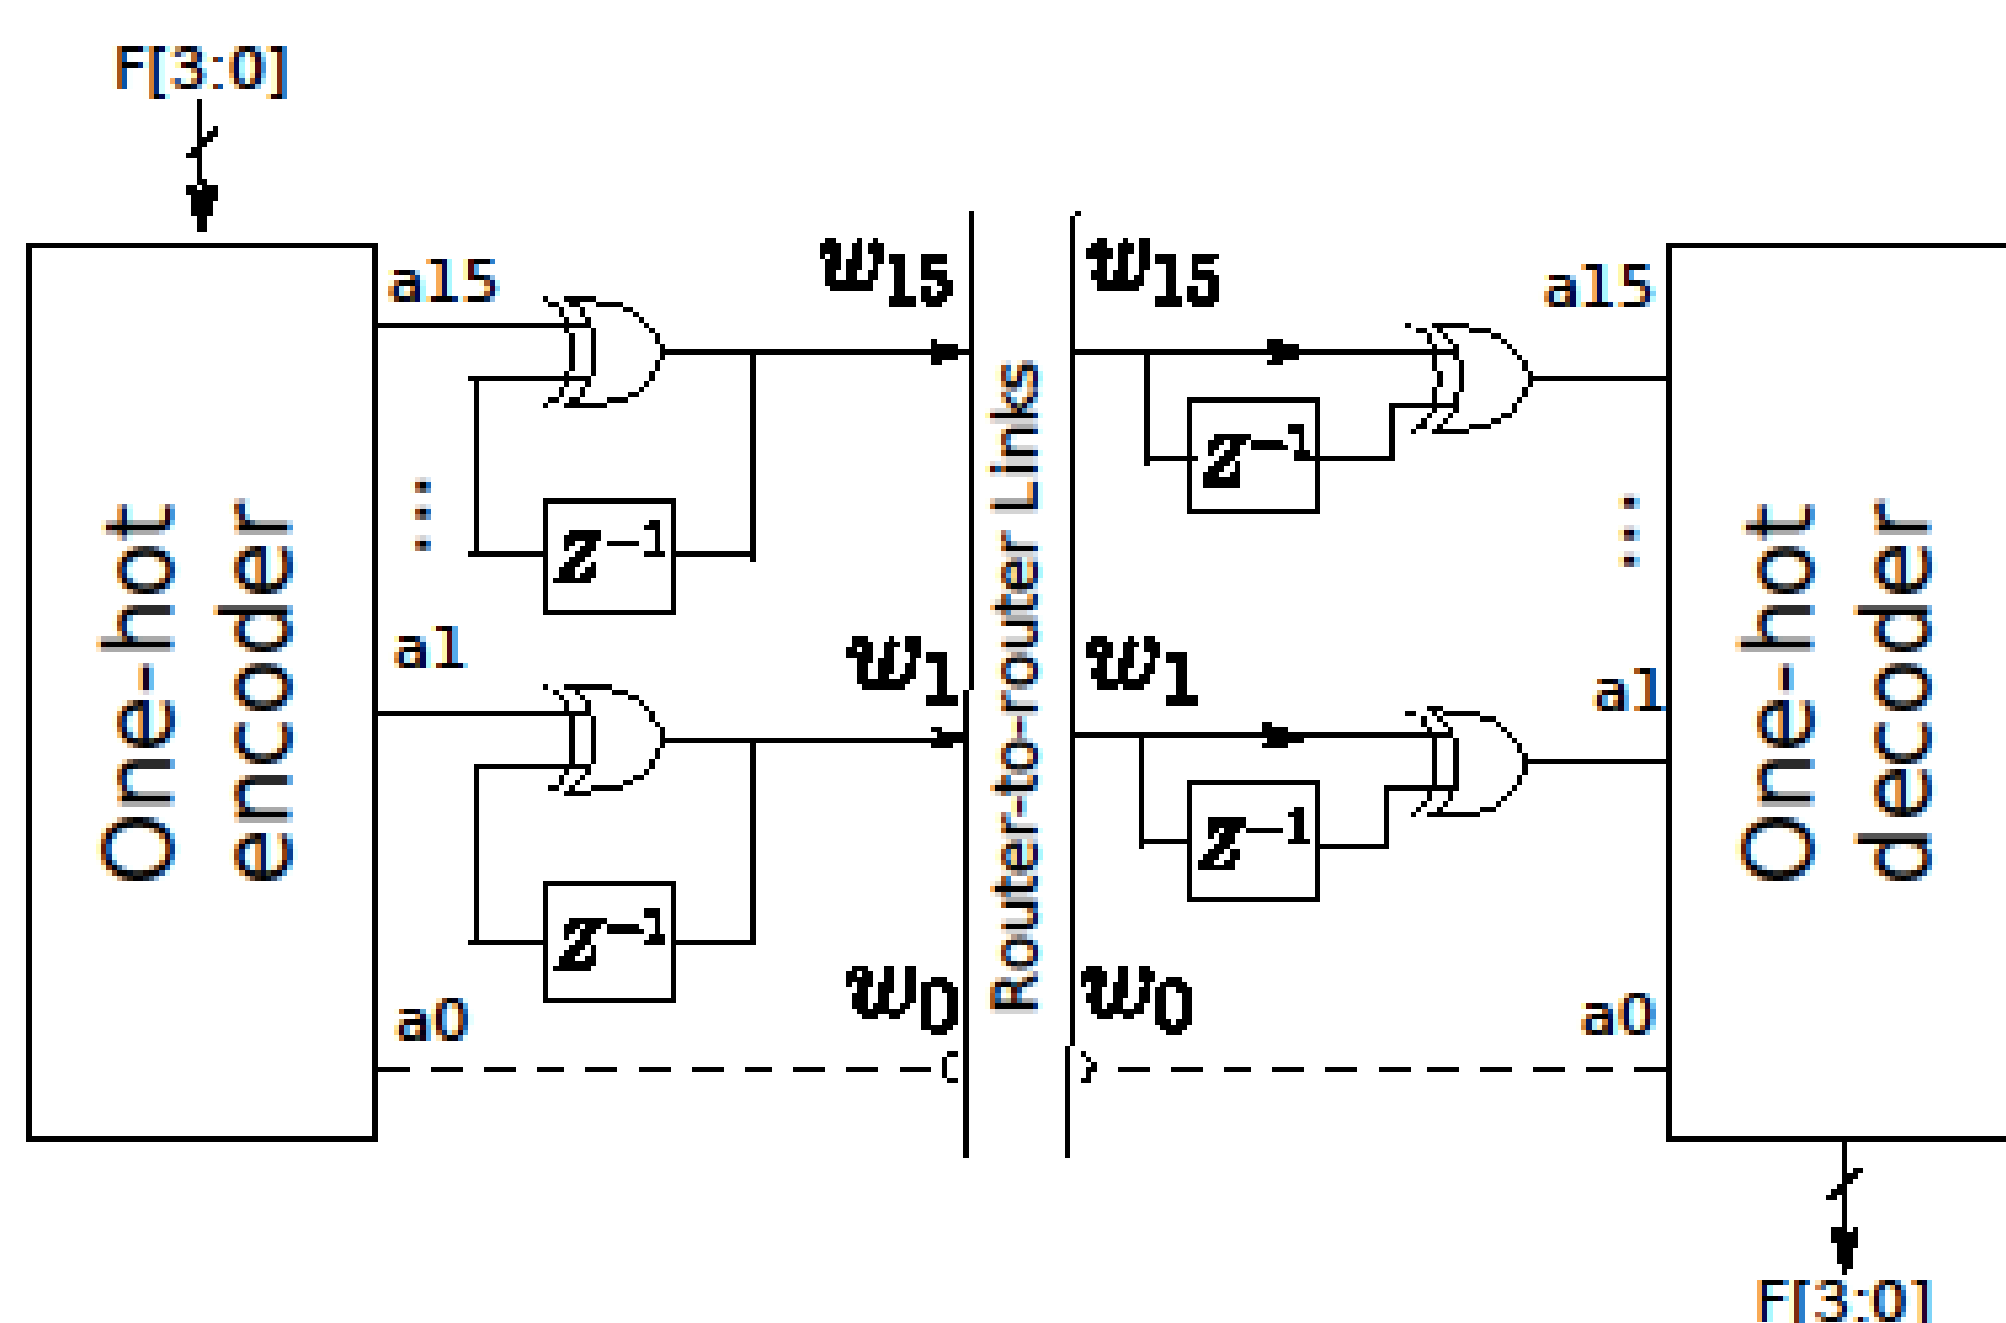 F[3:0]
One-hot
encoder
a15
⋮
a1
a0
z⁻¹
z⁻¹
w₁₅
w₁
w₀
Router-to-router Links
w₁₅
w₁
w₀
z⁻¹
z⁻¹
a15
⋮
a1
a0
One-hot
decoder
F[3:0]